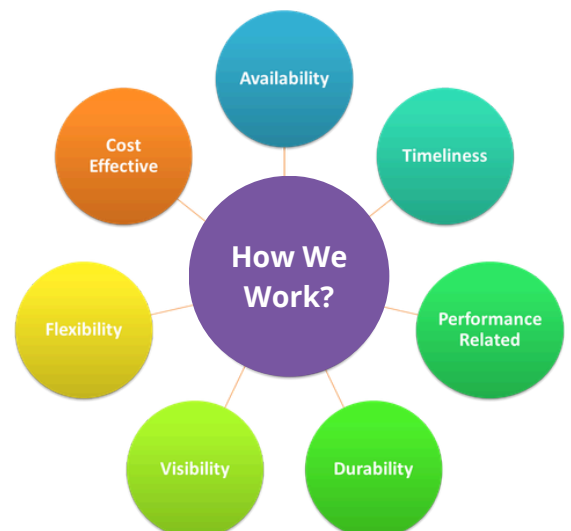 Availability
Timeliness
Performance
Related
Durability
Visibility
Flexibility
Cost
Effective
How We
Work?